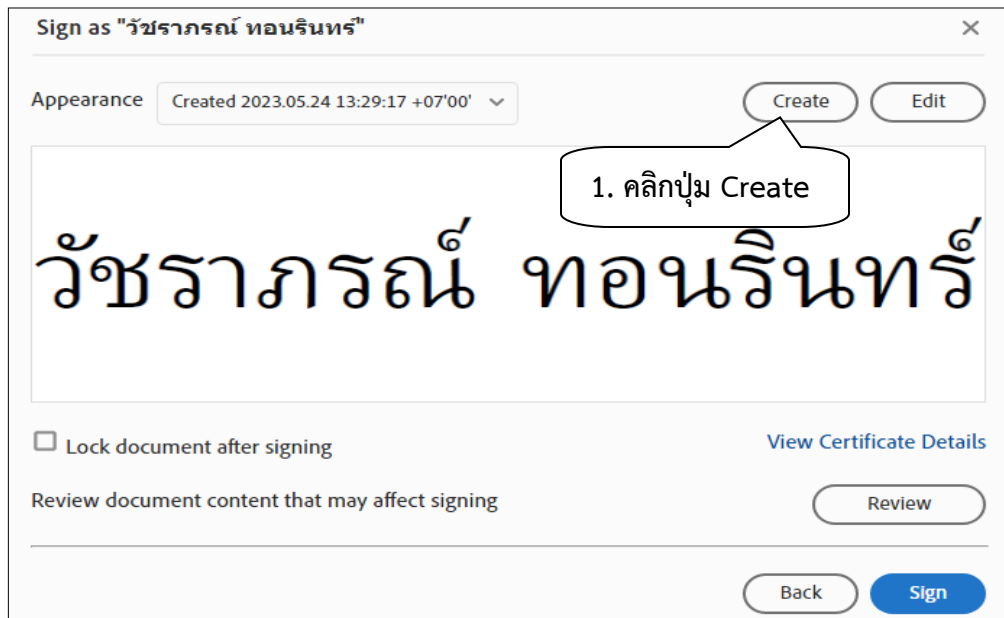 Sign as "วัชราภรณ์ ทอนรินทร์"
Appearance Created 2023.05.24 13:29:17 +07'00' Create Edit
1. คลิกปุ่ม Create
วัชราภรณ์ ทอนรินทร์
Lock document after signing View Certificate Details
Review document content that may affect signing Review
Back Sign